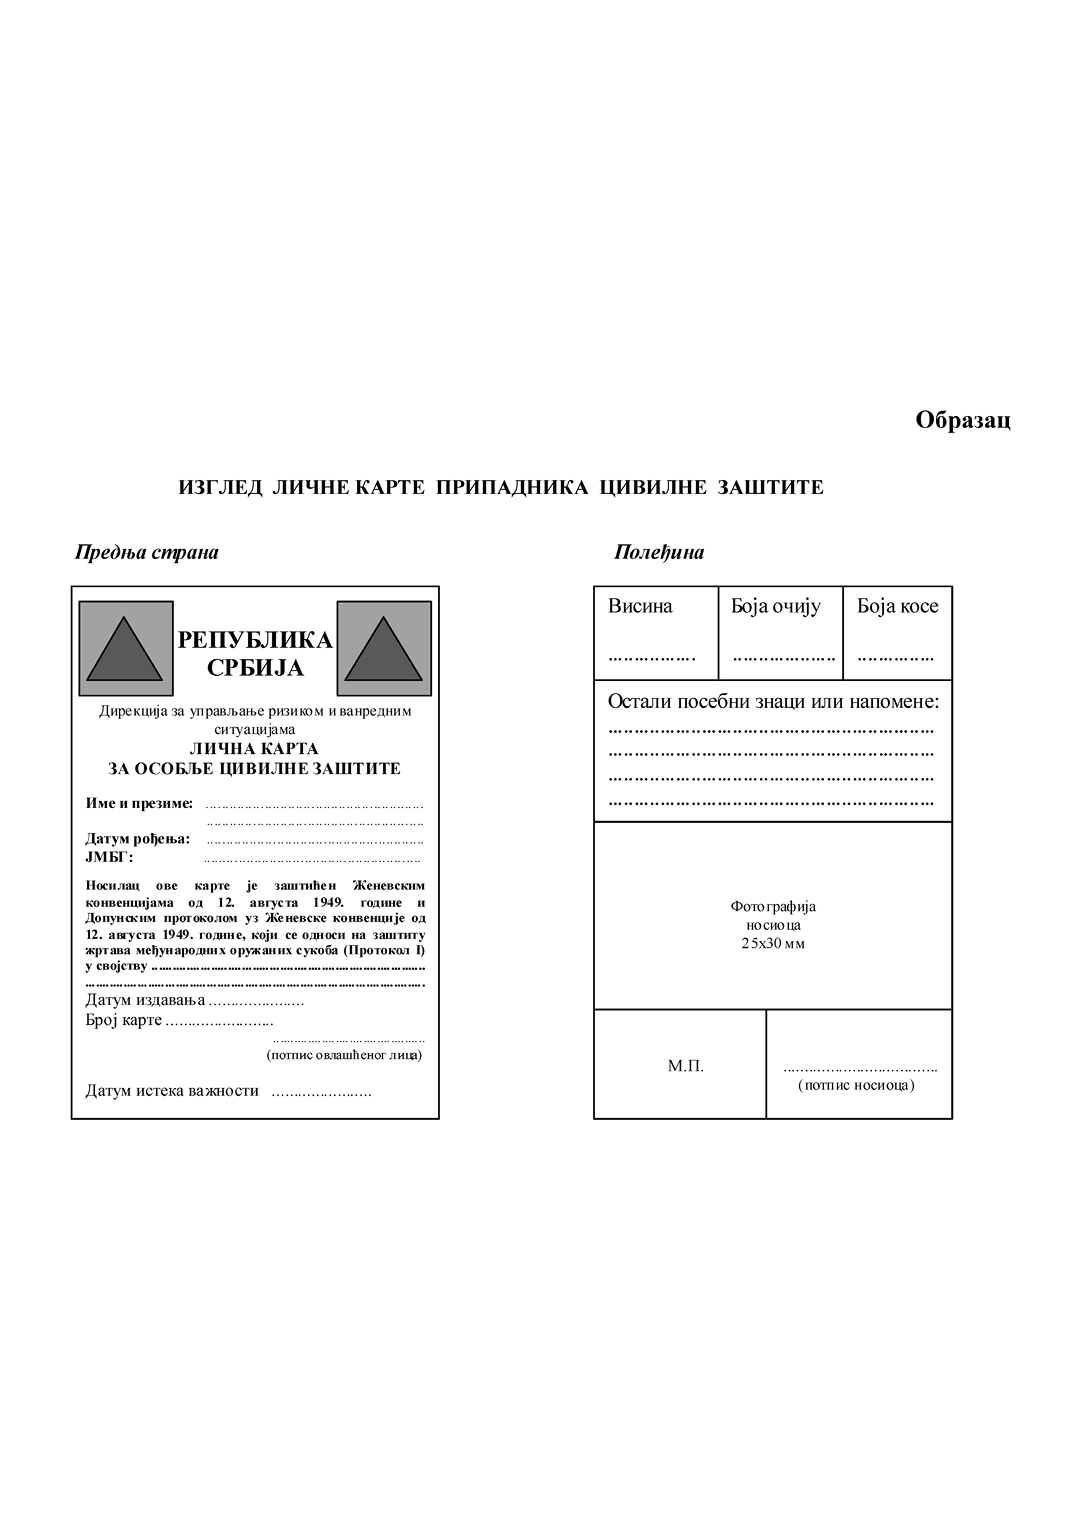 Образац
ИЗГЛЕД ЛИЧНЕ КАРТЕ ПРИПАДНИКА ЦИВИЛНЕ ЗАШТИТЕ
Предња страна
РЕПУБЛИКА
СРБИЈА
Дирекција за управљање ризиком и ванредним
ситуацијама
ЛИЧНА КАРТА
ЗА ОСОБЉЕ ЦИВИЛНЕ ЗАШТИТЕ
Име и презиме: ........................................................
........................................................
Датум рођења: ........................................................
ЈМБГ: ........................................................
Носилац ове карте је заштићен Женевским
конвенцијама од 12. августа 1949. године и
Допунским протоколом уз Женевске конвенције од
12. августа 1949. године, који се односи на заштиту
жртава међународних оружаних сукоба (Протокол I)
у својству ..............................................................................
.................................................................................................
Датум издавања ......................
Број карте ........................
...........................................
(потпис овлашћеног лица)
Датум истека важности .......................
Полеђина
Висина
.................
Боја очију
....................
Боја косе
...............
Остали посебни знаци или напомене:
...............................................................
...............................................................
...............................................................
...............................................................
Фотографија
носиоца
25x30 мм
М.П.
....................................
(потпис носиоца)